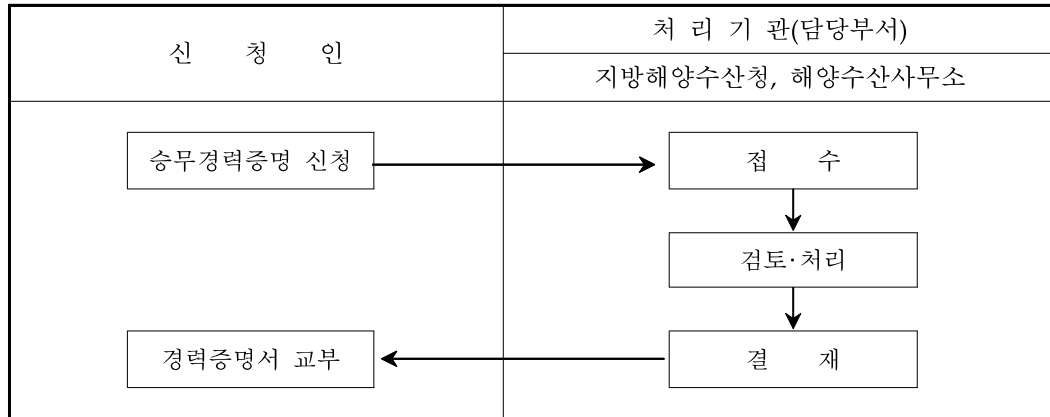 신 청 인
처 리 기 관(담당부서)
지방해양수산청, 해양수산사무소
승무경력증명 신청
접 수
검토·처리
경력증명서 교부
결 재